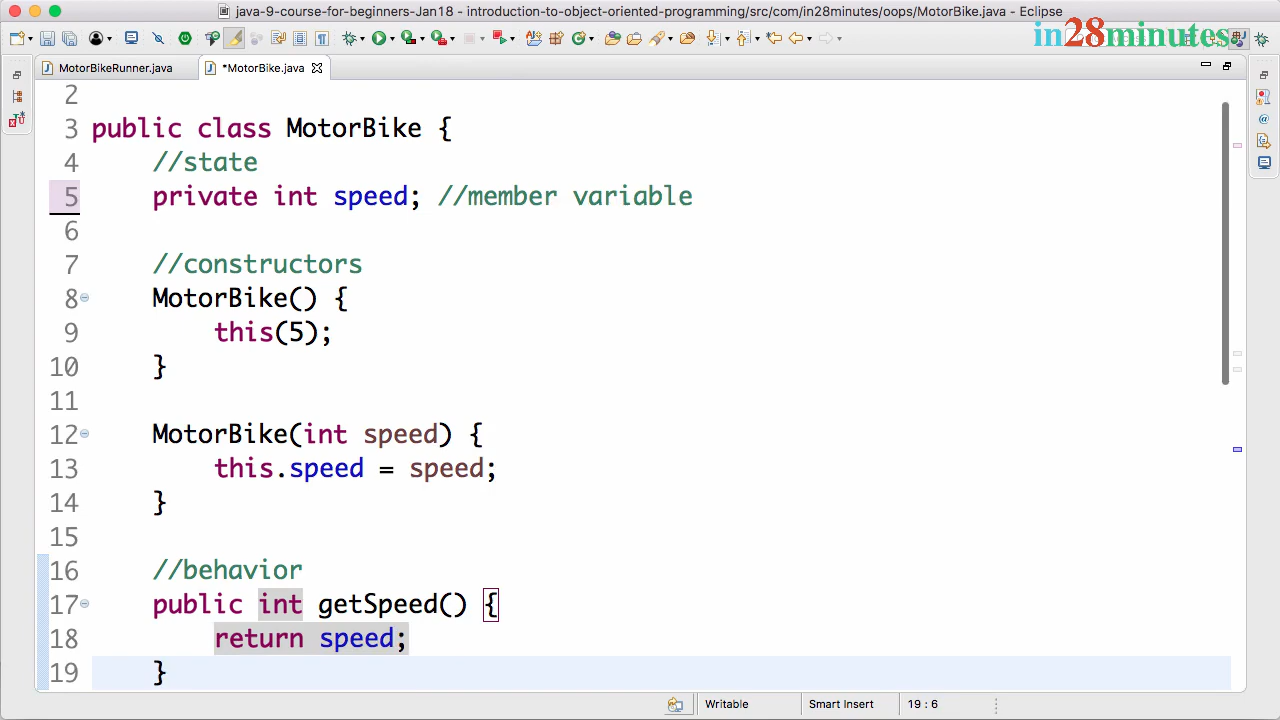 java-9-course-for-beginners-Jan18 - introduction-to-object-oriented-programming/src/com/in28minutes/oops/MotorBike.java - Eclipse
in28minutes
MotorBikeRunner.java
*MotorBike.java
2
3 public class MotorBike {
4 //state
5 private int speed; //member variable
6
7 //constructors
8 MotorBike() {
9 this(5);
10 }
11
12 MotorBike(int speed) {
13 this.speed = speed;
14 }
15
16 //behavior
17 public int getSpeed() {
18 return speed;
19 }
Writable
Smart Insert
19 : 6